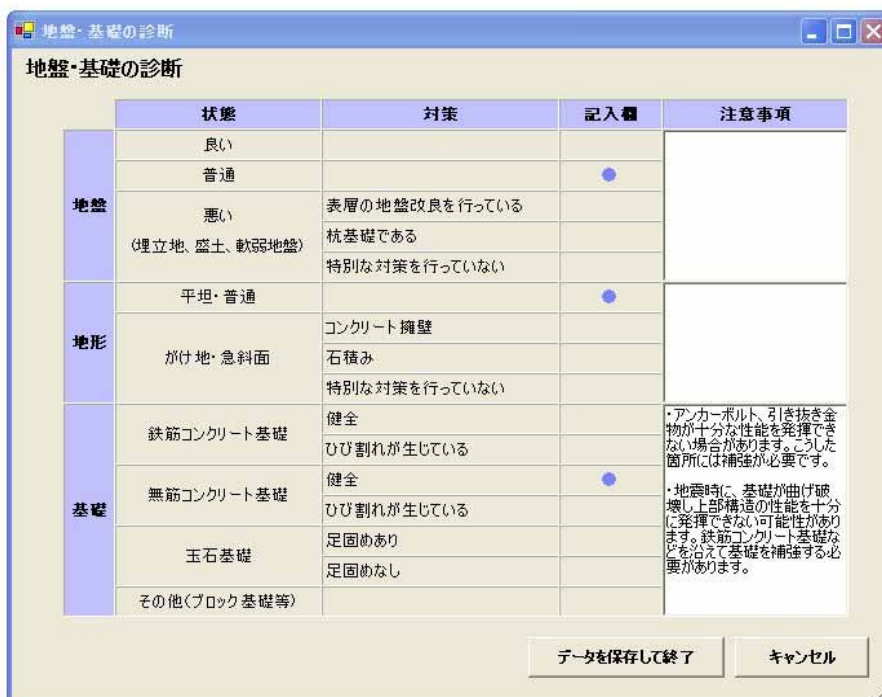 地盤・基礎の診断
地盤・基礎の診断
状態 対策 記入欄 注意事項
地盤
良い
普通 ●
悪い
(埋立地、盛土、軟弱地盤)
表層の地盤改良を行っている
杭基礎である
特別な対策を行っていない
地形
平坦・普通 ●
がけ地・急斜面
コンクリート擁壁
石積み
特別な対策を行っていない
基礎
鉄筋コンクリート基礎
健全
ひび割れが生じている
無筋コンクリート基礎
健全 ●
ひび割れが生じている
玉石基礎
足固めあり
足固めなし
その他(ブロック基礎等)
・アンカーボルト、引き抜き金
物が十分な性能を発揮でき
ない場合があります。こうした
箇所には補強が必要です。
・地震時に、基礎が曲げ破
壊し上部構造の性能を十分
に発揮できない可能性があり
ます。鉄筋コンクリート基礎な
どを沿えて基礎を補強する必
要があります。
データを保存して終了 キャンセル